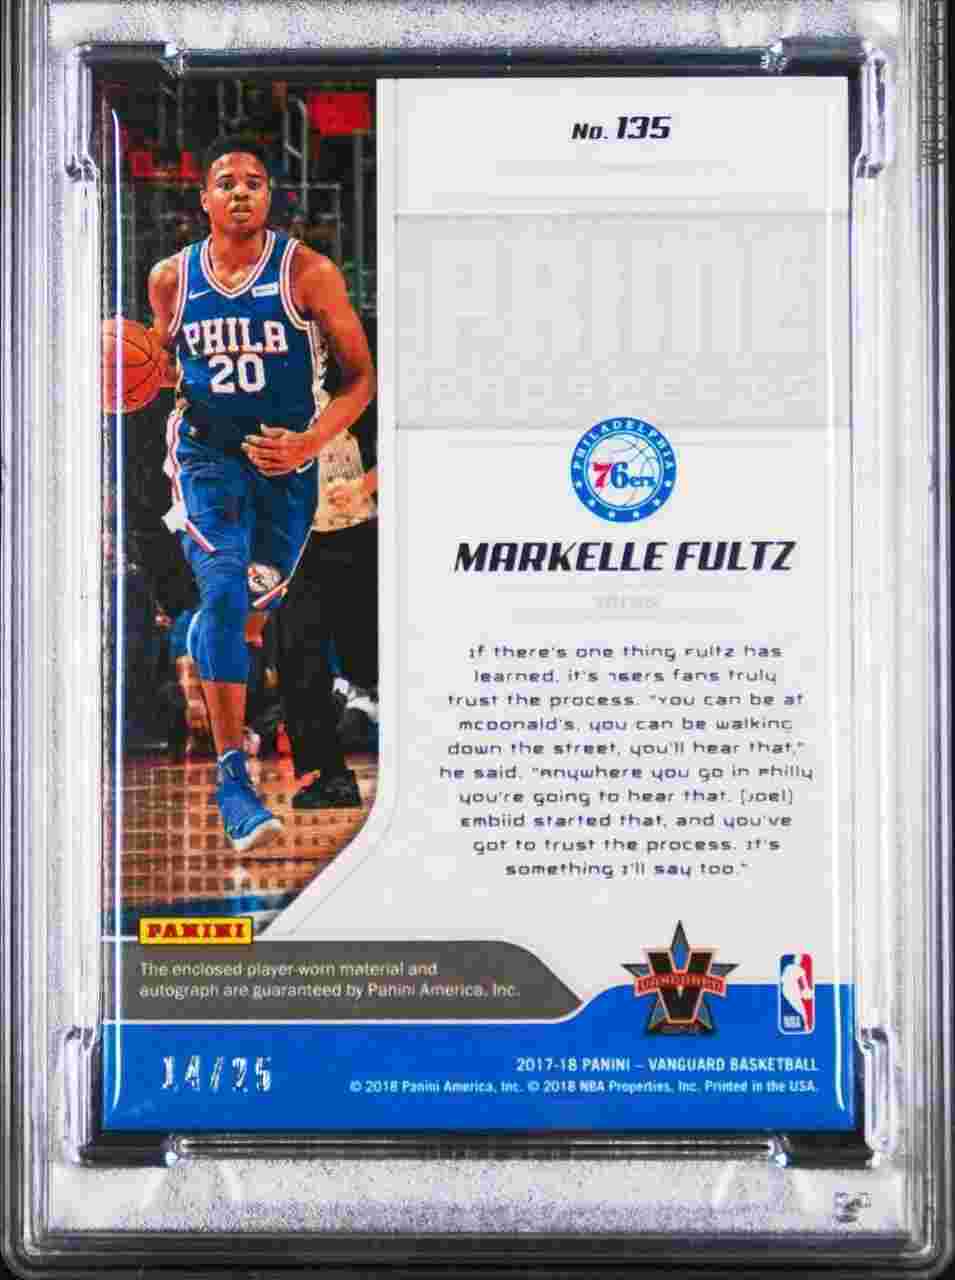 No. 135
PRIME
PROSPECTS
PHILADELPHIA
76ers
MARKELLE FULTZ
If there's one thing Fultz has
learned, it's 76ers fans truly
trust the process. "You can be at
McDonald's, you can be walking
down the street, you'll hear that,"
he said. "Anywhere you go in Philly
you're going to hear that. [Joel]
Embiid started that, and you've
got to trust the process. It's
something I'll say too."
PHILA
20
PANINI
The enclosed player-worn material and
autograph are guaranteed by Panini America, Inc.
VANGUARD
V
NBA
14/25
2017-18 PANINI – VANGUARD BASKETBALL
© 2018 Panini America, Inc. © 2018 NBA Properties, Inc. Printed in the USA.